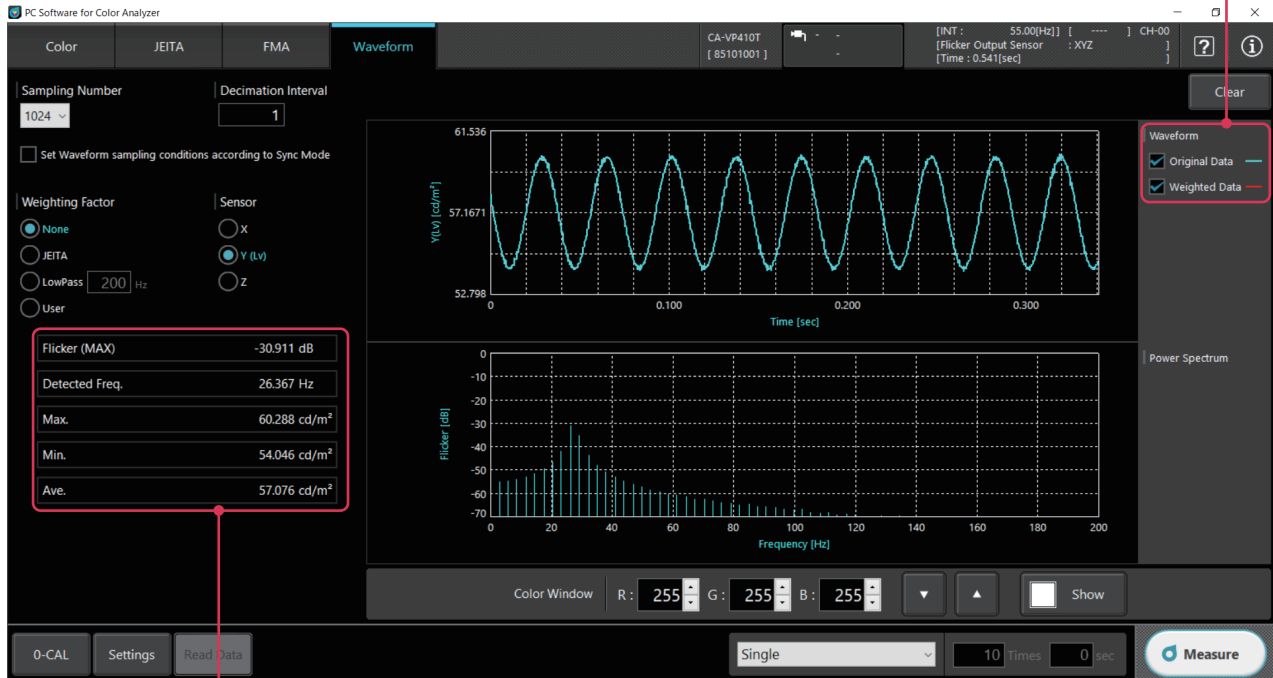 PC Software for Color Analyzer
Color JEITA FMA Waveform
CA-VP410T
[ 85101001 ]
- -
-
[INT : 55.00[Hz]] [ ---- ] CH-00
[Flicker Output Sensor : XYZ ]
[Time : 0.541[sec] ]
?
i
Clear
Sampling Number Decimation Interval
1024 1
Set Waveform sampling conditions according to Sync Mode
Weighting Factor Sensor
None X
JEITA Y (Lv)
LowPass 200 Hz Z
User
Flicker (MAX) -30.911 dB
Detected Freq. 26.367 Hz
Max. 60.288 cd/m²
Min. 54.046 cd/m²
Ave. 57.076 cd/m²
61.536
57.1671
52.798
Y(Lv) [cd/m²]
0 0.100 0.200 0.300
Time [sec]
Waveform
Original Data
Weighted Data
0
-10
-20
-30
-40
-50
-60
-70
Flicker [dB]
0 20 40 60 80 100 120 140 160 180 200
Frequency [Hz]
Power Spectrum
Color Window R : 255 G : 255 B : 255 ▼ ▲ Show
0-CAL Settings Read Data Single 10 Times 0 sec Measure